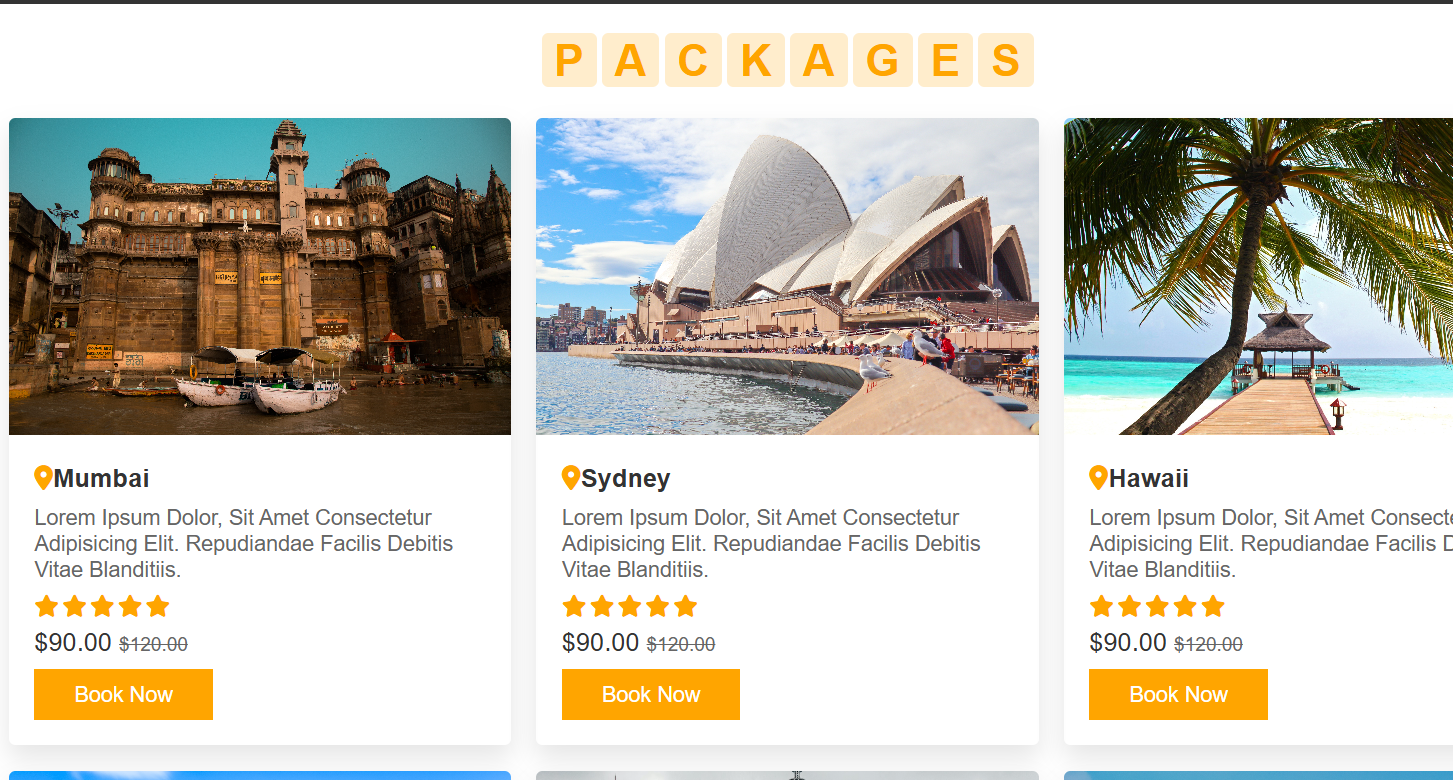 PACKAGES
Mumbai
Lorem Ipsum Dolor, Sit Amet Consectetur
Adipisicing Elit. Repudiandae Facilis Debitis
Vitae Blanditiis.
$90.00 $120.00
Book Now
Sydney
Lorem Ipsum Dolor, Sit Amet Consectetur
Adipisicing Elit. Repudiandae Facilis Debitis
Vitae Blanditiis.
$90.00 $120.00
Book Now
Hawaii
Lorem Ipsum Dolor, Sit Amet
Adipisicing Elit. Repudiandae Facilis
Vitae Blanditiis.
$90.00 $120.00
Book Now